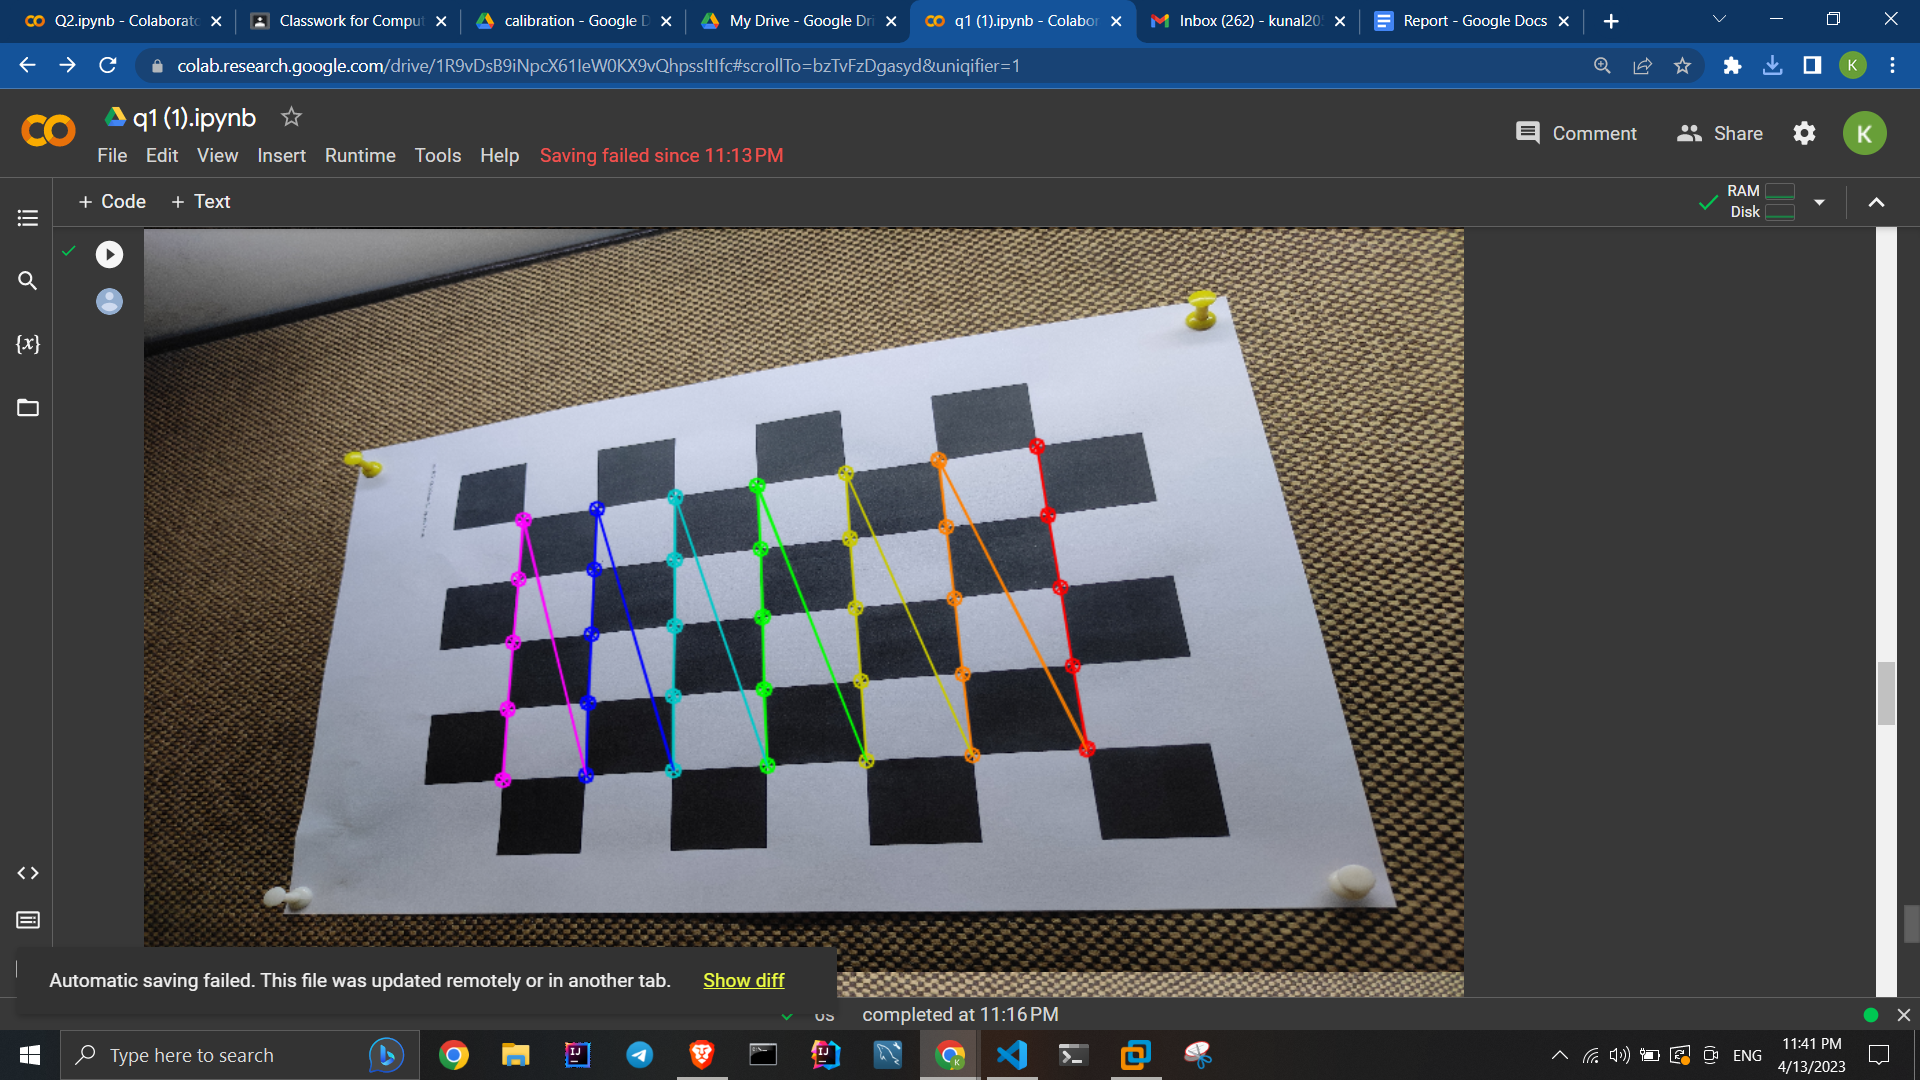 Q2.ipynb - Colaborato
Classwork for Comput
calibration - Google D
My Drive - Google Dri
q1 (1).ipynb - Colabor
Inbox (262) - kunal205
Report - Google Docs
colab.research.google.com/drive/1R9vDsB9iNpcX61IeW0KX9vQhpssItIfc#scrollTo=bzTvFzDgasyd&uniqifier=1
K
q1 (1).ipynb
Comment
Share
K
File Edit View Insert Runtime Tools Help Saving failed since 11:13 PM
+ Code + Text
RAM
Disk
{x}
Automatic saving failed. This file was updated remotely or in another tab. Show diff
0s completed at 11:16 PM
Type here to search
ENG
11:41 PM
4/13/2023